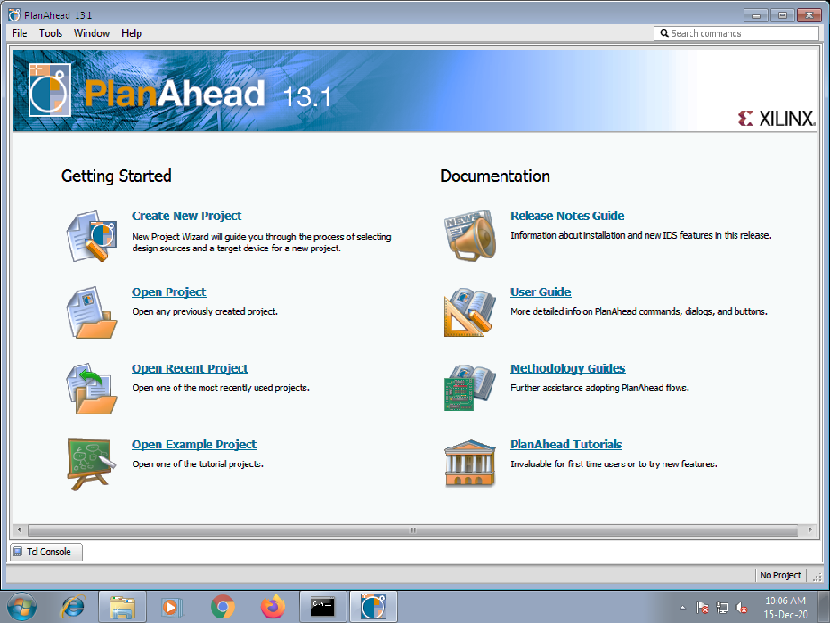 PlanAhead 13.1
File Tools Window Help
Search commands
PlanAhead 13.1
XILINX
Getting Started
Create New Project
New Project Wizard will guide you through the process of selecting
design sources and a target device for a new project.
Open Project
Open any previously created project.
Open Recent Project
Open one of the most recently used projects.
Open Example Project
Open one of the tutorial projects.
Documentation
Release Notes Guide
Information about installation and new IDS features in this release.
User Guide
More detailed info on PlanAhead commands, dialogs, and buttons.
Methodology Guides
Further assistance adopting PlanAhead flows.
PlanAhead Tutorials
Invaluable for first time users or to try new features.
Tcl Console
No Project
10:06 AM
15-Dec-20